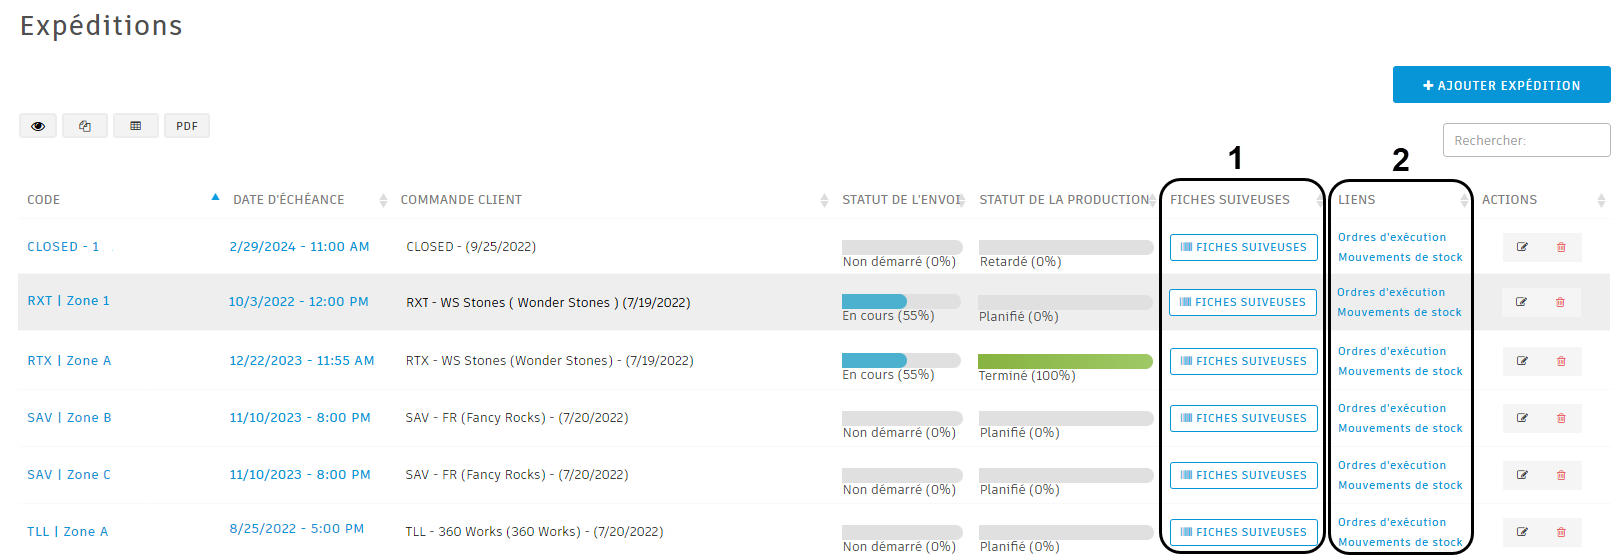 Expéditions
+ AJOUTER EXPÉDITION
PDF
Rechercher:
1 2
CODE DATE D'ÉCHÉANCE COMMANDE CLIENT STATUT DE L'ENVOI STATUT DE LA PRODUCTION FICHES SUIVEUSES LIENS ACTIONS
CLOSED - 1 2/29/2024 - 11:00 AM CLOSED - (9/25/2022) Non démarré (0%) Retardé (0%) FICHES SUIVEUSES Ordres d'exécution
Mouvements de stock
RXT | Zone 1 10/3/2022 - 12:00 PM RXT - WS Stones ( Wonder Stones ) (7/19/2022) En cours (55%) Planifié (0%) FICHES SUIVEUSES Ordres d'exécution
Mouvements de stock
RTX | Zone A 12/22/2023 - 11:55 AM RTX - WS Stones (Wonder Stones) - (7/19/2022) En cours (55%) Terminé (100%) FICHES SUIVEUSES Ordres d'exécution
Mouvements de stock
SAV | Zone B 11/10/2023 - 8:00 PM SAV - FR (Fancy Rocks) - (7/20/2022) Non démarré (0%) Planifié (0%) FICHES SUIVEUSES Ordres d'exécution
Mouvements de stock
SAV | Zone C 11/10/2023 - 8:00 PM SAV - FR (Fancy Rocks) - (7/20/2022) Non démarré (0%) Planifié (0%) FICHES SUIVEUSES Ordres d'exécution
Mouvements de stock
TLL | Zone A 8/25/2022 - 5:00 PM TLL - 360 Works (360 Works) - (7/20/2022) Non démarré (0%) Planifié (0%) FICHES SUIVEUSES Ordres d'exécution
Mouvements de stock